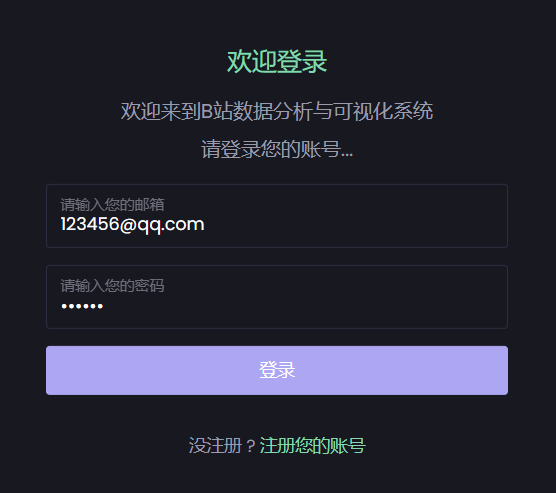 欢迎登录
欢迎来到B站数据分析与可视化系统
请登录您的账号...
请输入您的邮箱
123456@qq.com
请输入您的密码
••••••
登录
没注册？注册您的账号